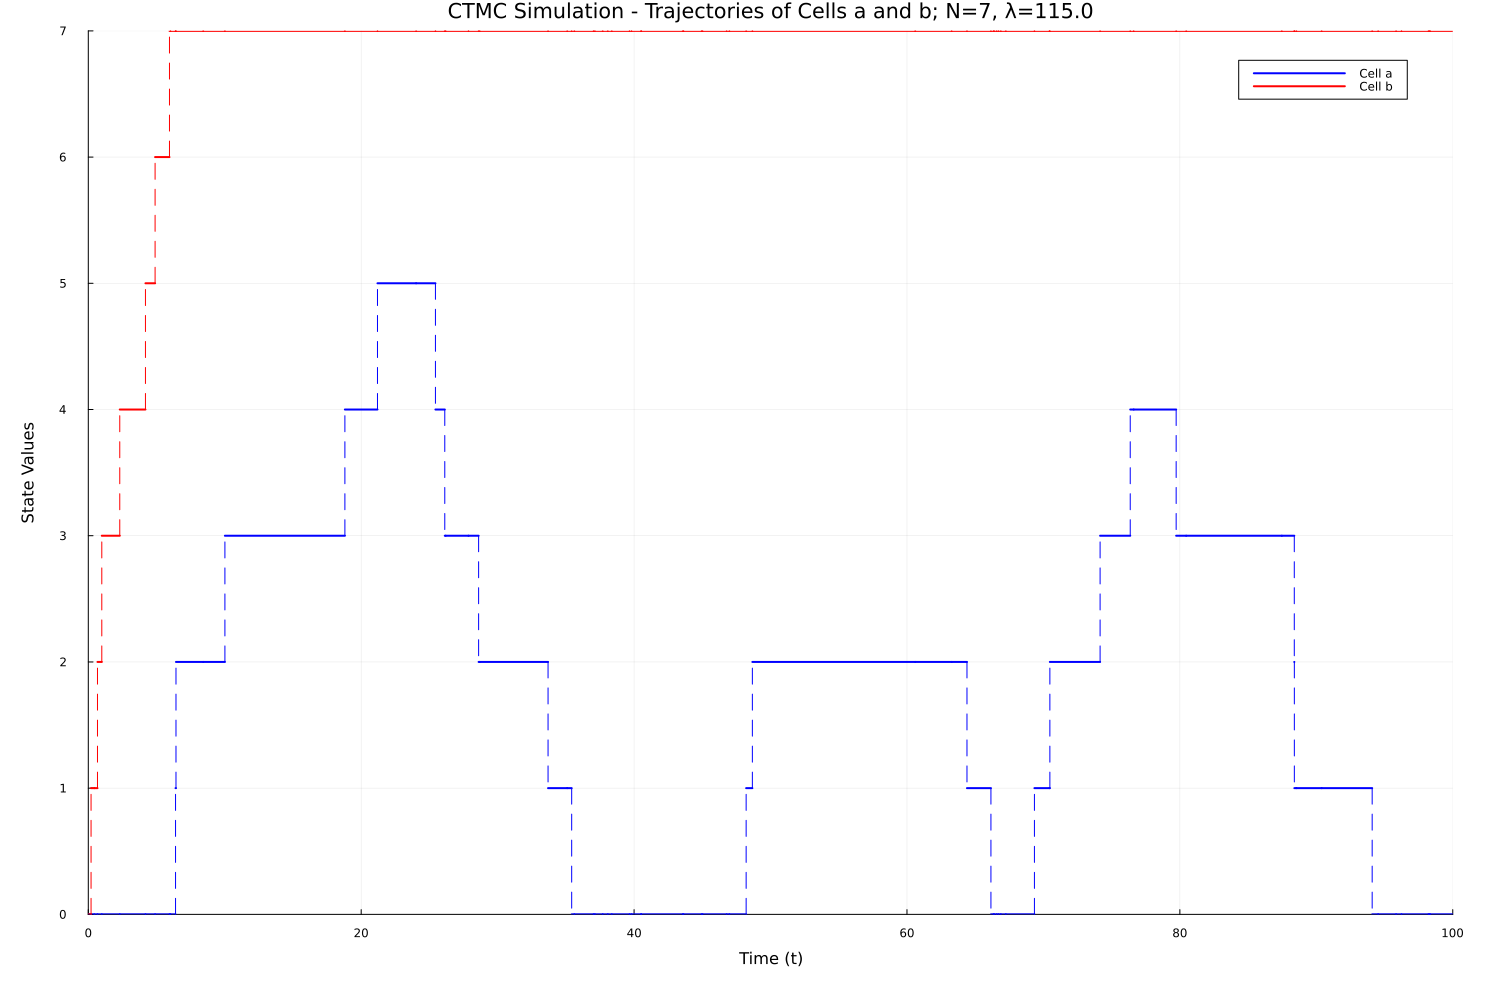 CTMC Simulation - Trajectories of Cells a and b; N=7, λ=115.0
Cell a
Cell b
State Values
7
6
5
4
3
2
1
0
0 20 40 60 80 100
Time (t)